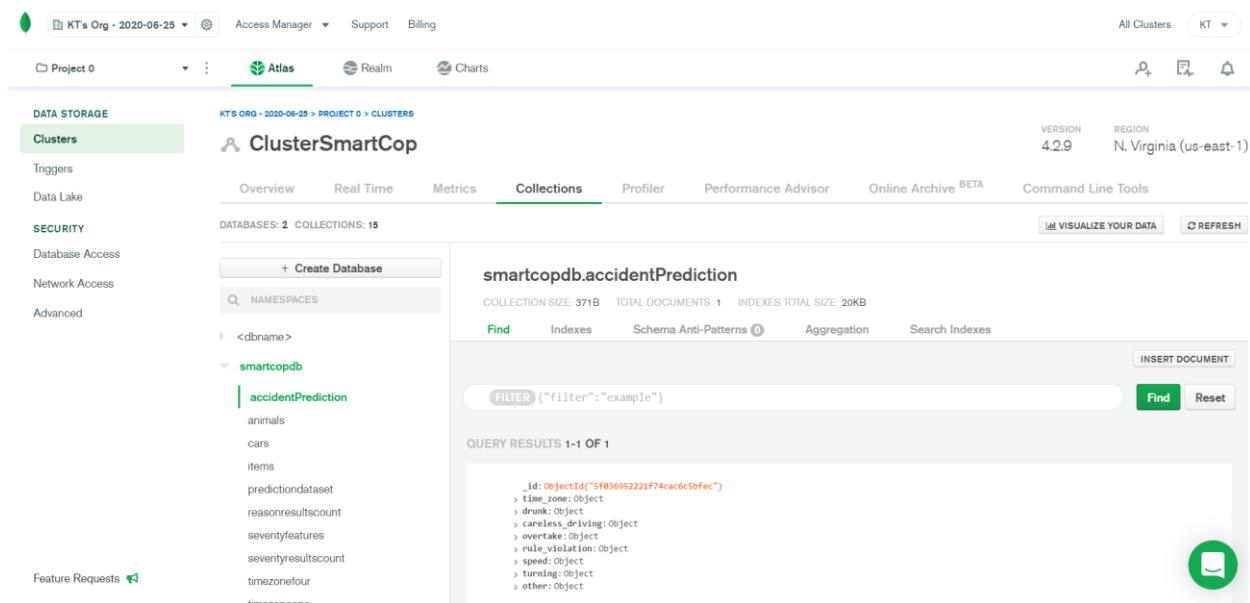 KT's Org - 2020-06-25 Access Manager Support Billing All Clusters KT
Project 0 Atlas Realm Charts
DATA STORAGE
Clusters
Triggers
Data Lake
SECURITY
Database Access
Network Access
Advanced
Feature Requests
KT'S ORG - 2020-06-25 > PROJECT 0 > CLUSTERS
ClusterSmartCop
VERSION
4.2.9
REGION
N. Virginia (us-east-1)
Overview Real Time Metrics Collections Profiler Performance Advisor Online Archive BETA Command Line Tools
DATABASES: 2 COLLECTIONS: 15
VISUALIZE YOUR DATA REFRESH
+ Create Database
NAMESPACES
<dbname>
smartcopdb
accidentPrediction
animals
cars
items
predictiondataset
reasonresultscount
severityfeatures
severityresultscount
timezonefour
smartcopdb.accidentPrediction
COLLECTION SIZE: 371B TOTAL DOCUMENTS: 1 INDEXES TOTAL SIZE: 20KB
Find Indexes Schema Anti-Patterns 0 Aggregation Search Indexes
INSERT DOCUMENT
FILTER {"filter":"example"}
Find Reset
QUERY RESULTS 1-1 OF 1
_id: ObjectId("5f036952221f74cac6c5bfec")
> time_zone: Object
> drunk: Object
> careless_driving: Object
> overtake: Object
> rule_violation: Object
> speed: Object
> turning: Object
> other: Object